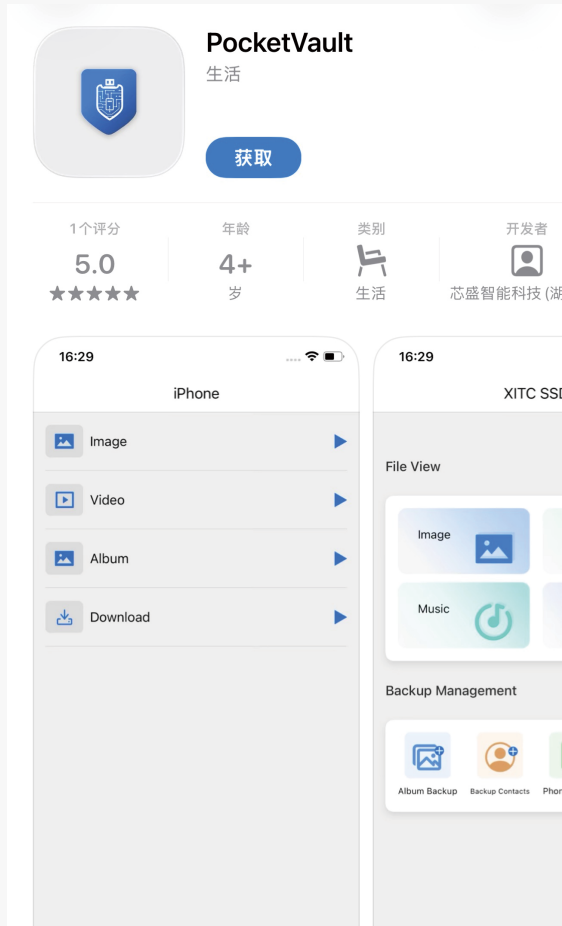 PocketVault
生活
获取
1个评分
5.0
年龄
4+
岁
类别
生活
开发者
芯盛智能科技 (湖
16:29
iPhone
Image
Video
Album
Download
16:29
XITC SSD
File View
Image
Music
Backup Management
Album Backup
Backup Contacts
Phon